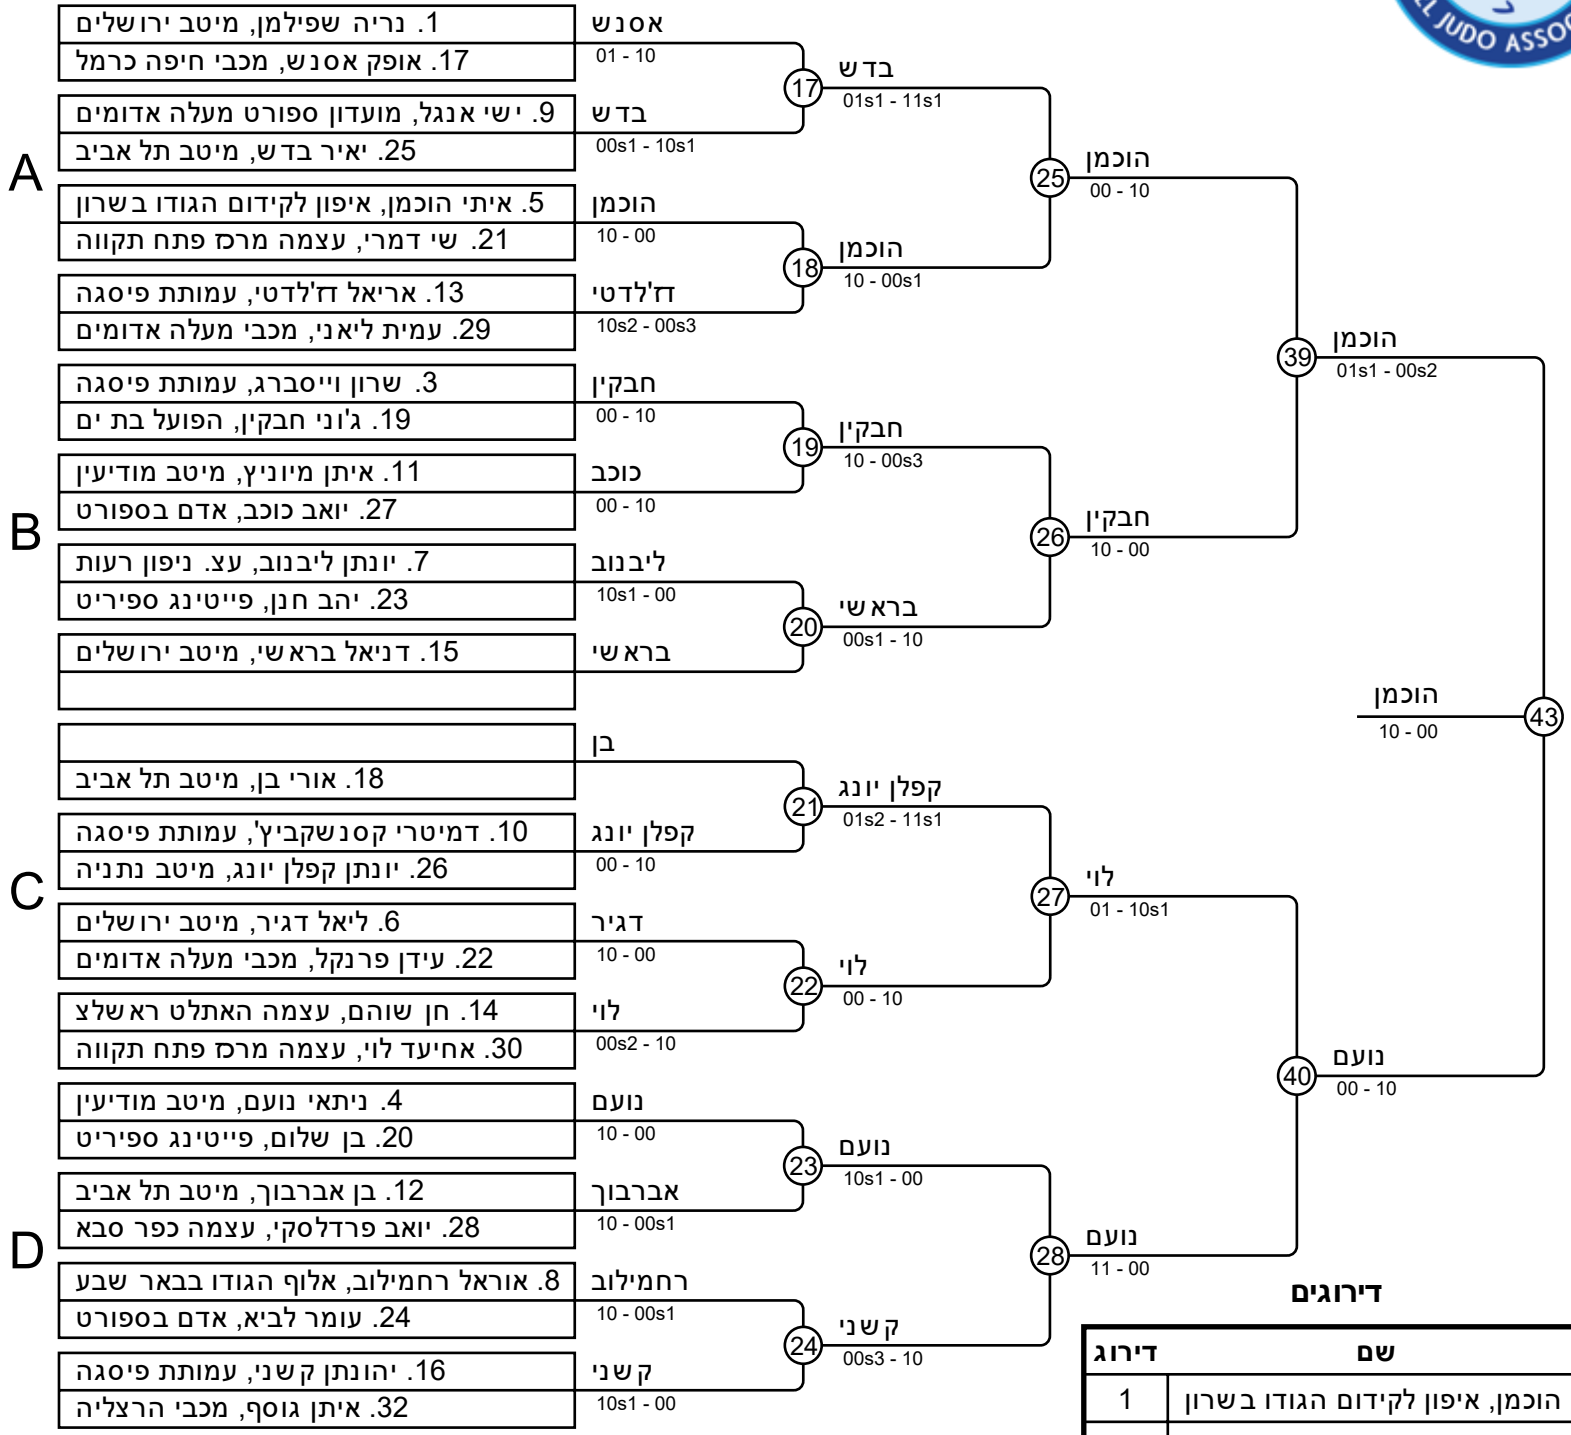 1. נריה שפילמן, מיטב ירושלים
17. אופק אסנש, מכבי חיפה כרמל
9. ישי אנגל, מועדון ספורט מעלה אדומים
25. יאיר בדש, מיטב תל אביב
A
5. איתי הוכמן, איפון לקידום הגודו בשרון
21. שי דמרי, עצמה מרכז פתח תקווה
13. אריאל דז'לדטי, עמותת פיסגה
29. עמית ליאני, מכבי מעלה אדומים
3. שרון וייסברג, עמותת פיסגה
19. ג'וני חבקין, הפועל בת ים
11. איתן מיוניץ, מיטב מודיעין
27. יואב כוכב, אדם בספורט
B
7. יונתן ליבנוב, עצ. ניפון רעות
23. יהב חנן, פייטינג ספיריט
15. דניאל בראשי, מיטב ירושלים
18. אורי בן, מיטב תל אביב
10. דמיטרי קסנשקביץ', עמותת פיסגה
26. יונתן קפלן יונג, מיטב נתניה
C
6. ליאל דגיר, מיטב ירושלים
22. עידן פרנקל, מכבי מעלה אדומים
14. חן שוהם, עצמה האתלט ראשלצ
30. אחיעד לוי, עצמה מרכז פתח תקווה
4. ניתאי נועם, מיטב מודיעין
20. בן שלום, פייטינג ספיריט
12. בן אברבוך, מיטב תל אביב
28. יואב פרדלסקי, עצמה כפר סבא
D
8. אוראל רחמילוב, אלוף הגודו בבאר שבע
24. עומר לביא, אדם בספורט
16. יהונתן קשני, עמותת פיסגה
32. איתן גוסף, מכבי הרצליה
אסנש
01 - 10
בדש
00s1 - 10s1
הוכמן
10 - 00
דז'לדטי
10s2 - 00s3
חבקין
00 - 10
כוכב
00 - 10
ליבנוב
10s1 - 00
בראשי
בן
קפלן יונג
00 - 10
דגיר
10 - 00
לוי
00s2 - 10
נועם
10 - 00
אברבוך
10 - 00s1
רחמילוב
10 - 00s1
קשני
10s1 - 00
17
בדש
01s1 - 11s1
18
הוכמן
10 - 00s1
19
חבקין
10 - 00s3
20
בראשי
00s1 - 10
21
קפלן יונג
01s2 - 11s1
22
לוי
00 - 10
23
נועם
10s1 - 00
24
קשני
00s3 - 10
25
הוכמן
00 - 10
26
חבקין
10 - 00
27
לוי
01 - 10s1
28
נועם
11 - 00
39
הוכמן
01s1 - 00s2
40
נועם
00 - 10
43
הוכמן
10 - 00
JUDO
דירוגים
דירוג שם
1 הוכמן, איפון לקידום הגודו בשרון